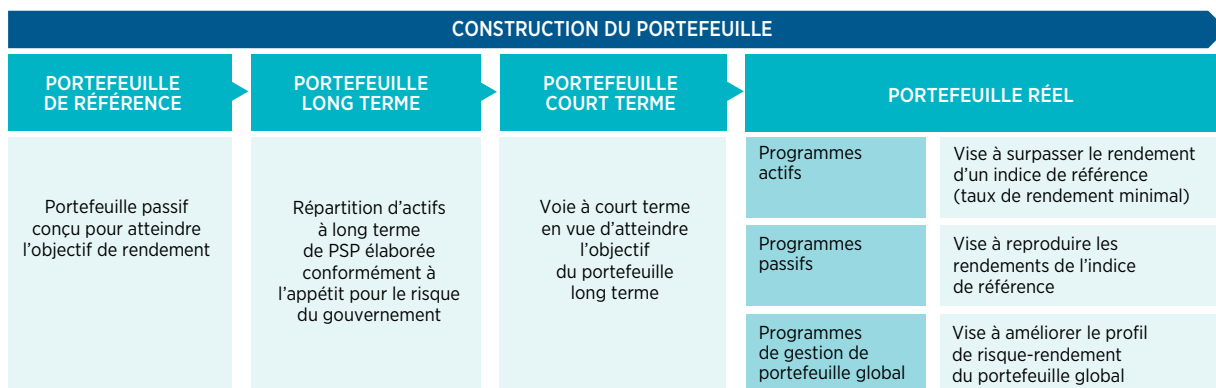 CONSTRUCTION DU PORTEFEUILLE
PORTEFEUILLE
DE RÉFÉRENCE
Portefeuille passif
conçu pour atteindre
l’objectif de rendement
PORTEFEUILLE
LONG TERME
Répartition d’actifs
à long terme
de PSP élaborée
conformément à
l’appétit pour le risque
du gouvernement
PORTEFEUILLE
COURT TERME
Voie à court terme
en vue d’atteindre
l’objectif
du portefeuille
long terme
PORTEFEUILLE RÉEL
Programmes
actifs
Vise à surpasser le rendement
d’un indice de référence
(taux de rendement minimal)
Programmes
passifs
Vise à reproduire les
rendements de l’indice
de référence
Programmes
de gestion de
portefeuille global
Vise à améliorer le profil
de risque-rendement
du portefeuille global